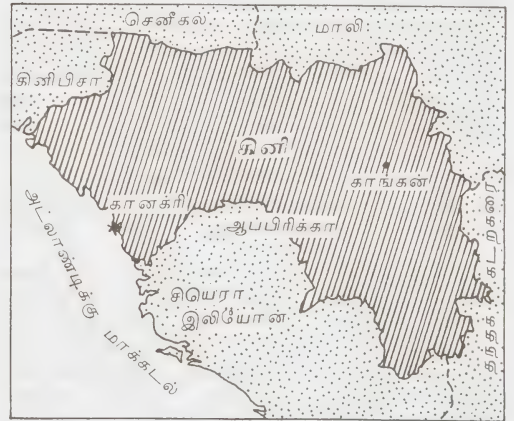 செனீகல்
மாலி
கினிபிசா
கினி
காங்கன்
கானக்ரி
ஆப்பிரிக்கா
அட்லாண்டிக்கு மாக்கடல்
சியெரா
இலியோன்
தந்தக் கடற்கரை